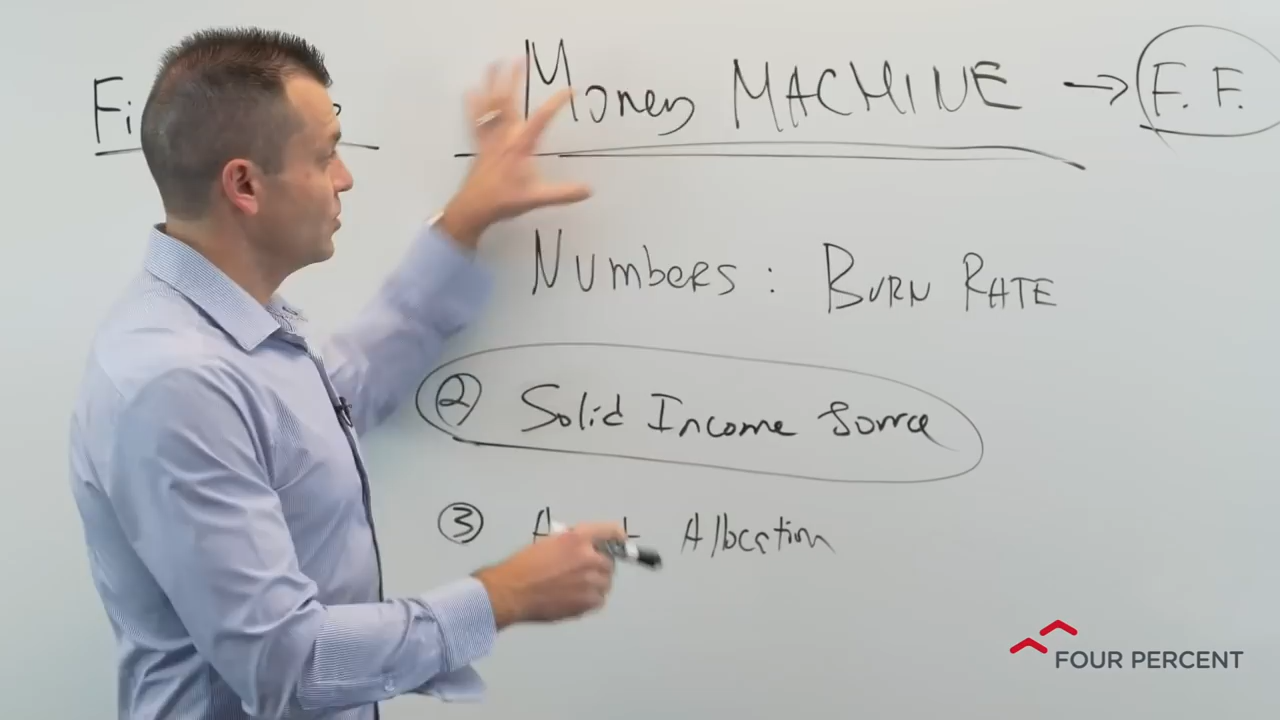 Money MACHINE → F. F.
Numbers: BURN RATE
② Solid Income Source
③ Allocation
FOUR PERCENT